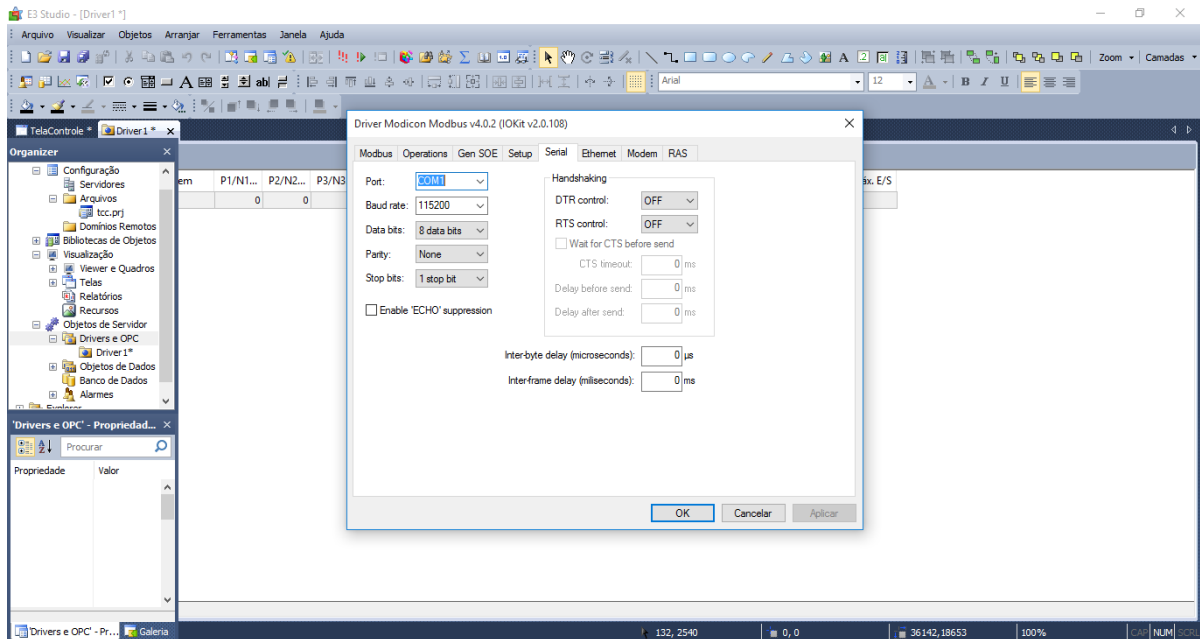 E3 Studio - [Driver1 *]
Arquivo Visualizar Objetos Arranjar Ferramentas Janela Ajuda
Zoom Camadas
Arial 12 A B I U
TelaControle * Driver1 * x
Organizer
Configuração
Servidores
Arquivos
tcc.prj
Domínios Remotos
Bibliotecas de Objetos
Visualização
Viewer e Quadros
Telas
Relatórios
Recursos
Objetos de Servidor
Drivers e OPC
Driver1*
Objetos de Dados
Banco de Dados
Alarmes
em P1/N1... P2/N2... P3/N3 áx. E/S
0 0
Driver Modicon Modbus v4.0.2 (IOKit v2.0.108)
Modbus Operations Gen SOE Setup Serial Ethernet Modem RAS
Port: COM1
Baud rate: 115200
Data bits: 8 data bits
Parity: None
Stop bits: 1 stop bit
Enable 'ECHO' suppression
Handshaking
DTR control: OFF
RTS control: OFF
Wait for CTS before send
CTS timeout: 0 ms
Delay before send: 0 ms
Delay after send: 0 ms
Inter-byte delay (microseconds): 0 µs
Inter-frame delay (miliseconds): 0 ms
OK Cancelar Aplicar
'Drivers e OPC' - Propriedad...
Procurar
Propriedade Valor
'Drivers e OPC' - Pr... Galeria
132, 2540 0, 0 36142,18653 100% CAP NUM SCRL